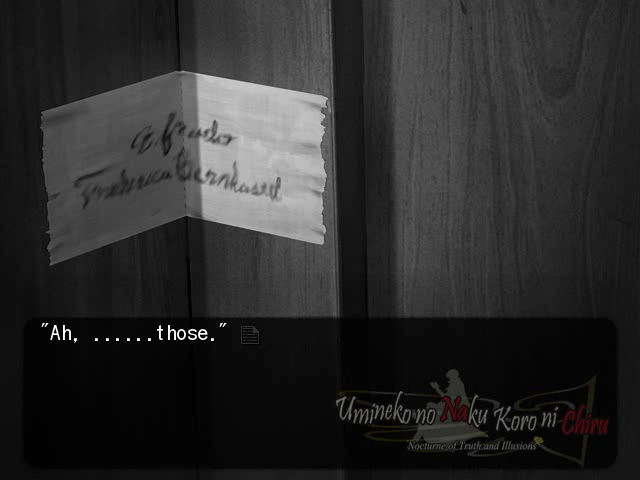 Frederica Bernkastel
"Ah, ......those."
Umineko no Naku Koro ni Chiru
Nocturne of Truth and Illusions